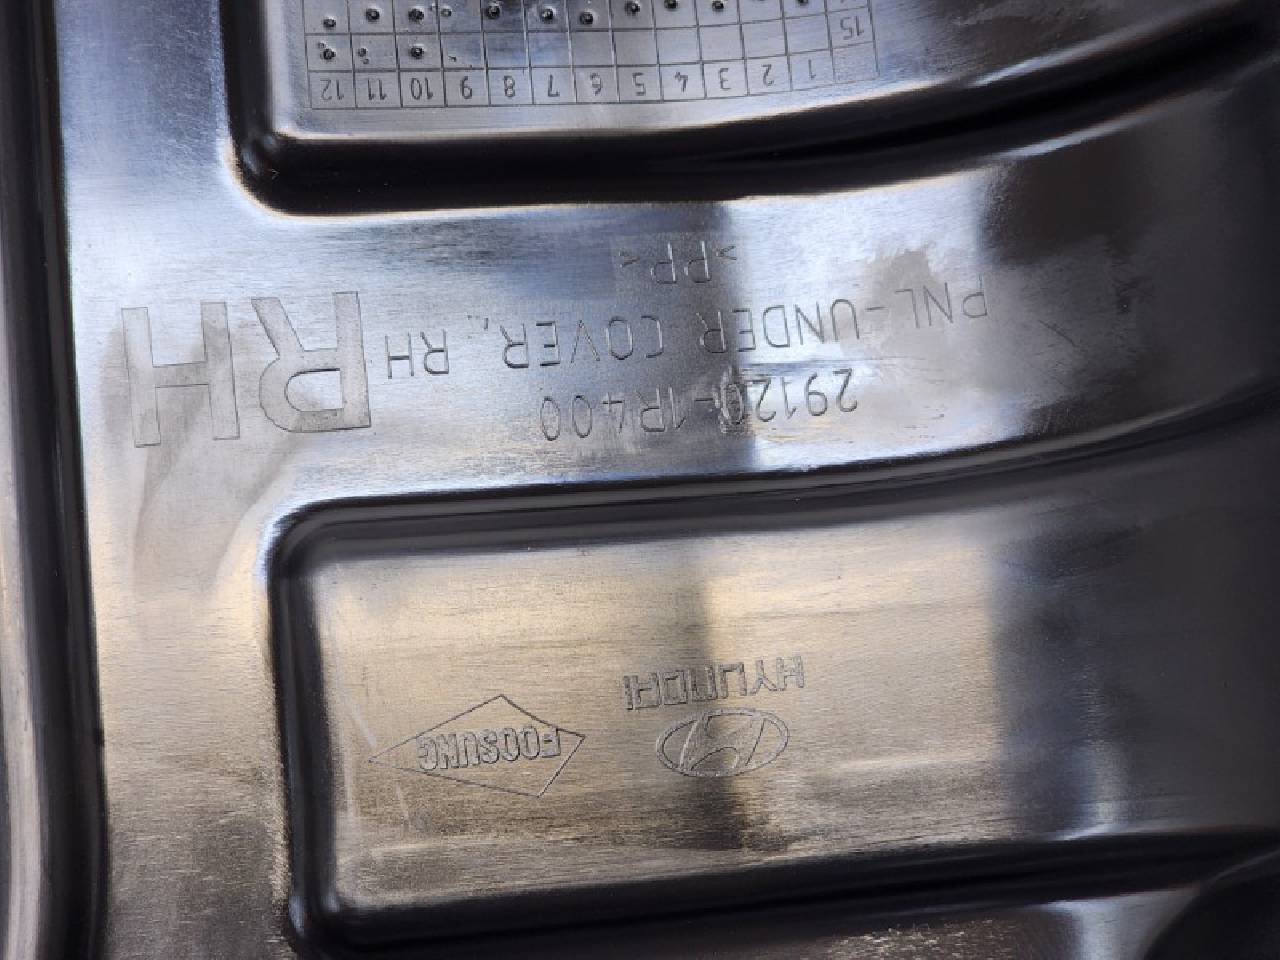 HYUNDAI
FOOSUNG
29120-1R400
PNL-UNDER COVER, RH
RH
>PP<
1 2 3 4 5 6 7 8 9 10 11 12
15